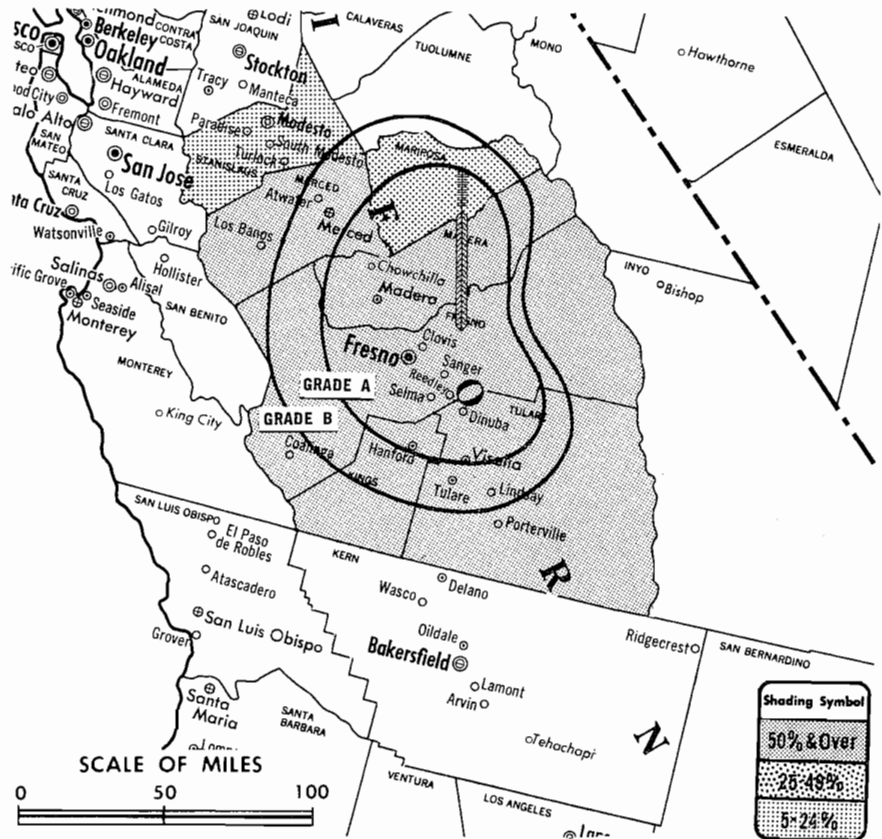 Lodi
CALAVERAS
MONO
Hawthorne
SAN JOAQUIN
TUOLUMNE
CONTRA
COSTA
Berkeley
Oakland
Stockton
I
ALAMEDA
Tracy
Manteca
Hayward
Fremont
Paradise
Modesto
South Modesto
Turlock
STANISLAUS
SANTA CLARA
SAN
MATEO
San Jose
Los Gatos
SANTA
CRUZ
MARIPOSA
ESMERALDA
MERCED
Atwater
Merced
F
Los Banos
Gilroy
Watsonville
Hollister
Salinas
Alisal
Seaside
Monterey
SAN BENITO
MADERA
Chowchilla
Madera
INYO
Bishop
FRESNO
Clovis
Fresno
Sanger
Reedley
Selma
Dinuba
TULARE
GRADE A
GRADE B
MONTEREY
King City
Coalinga
Hanford
KINGS
Visalia
Tulare
Lindsay
Porterville
SAN LUIS OBISPO
El Paso
de Robles
Atascadero
KERN
R
Delano
Wasco
San Luis Obispo
Grover
Oildale
Bakersfield
Ridgecrest
SAN BERNARDINO
Lamont
Arvin
Santa
Maria
SANTA
BARBARA
N
Tehachapi
VENTURA
LOS ANGELES
SCALE OF MILES
0 50 100
Shading Symbol
50% & Over
25-49%
5-24%